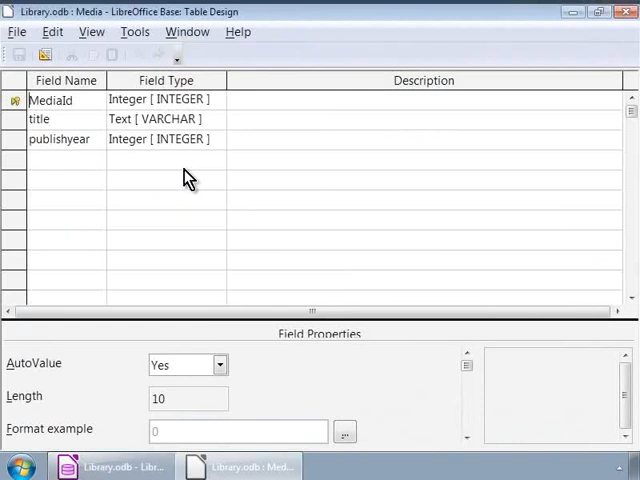 Library.odb : Media - LibreOffice Base: Table Design
File Edit View Tools Window Help
Field Name Field Type Description
MediaId Integer [ INTEGER ]
title Text [ VARCHAR ]
publishyear Integer [ INTEGER ]
Field Properties
AutoValue Yes
Length 10
Format example 0 ...
Library.odb - Libr... Library.odb : Med...